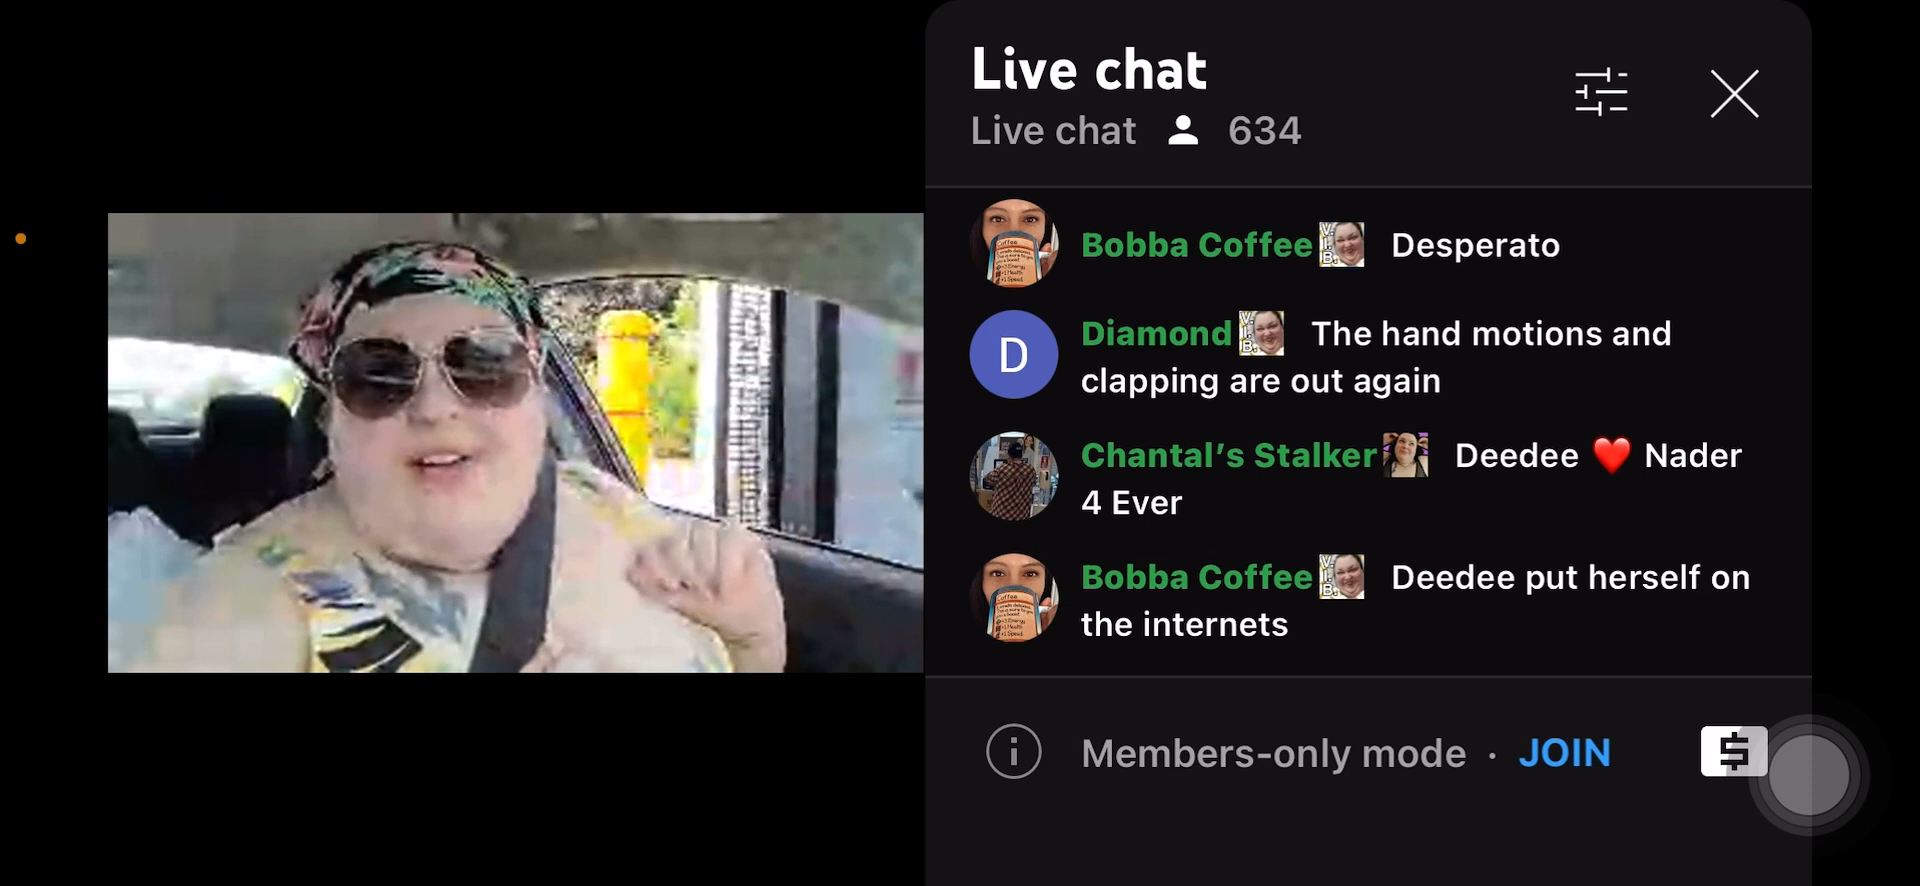 Live chat
Live chat 634
Bobba Coffee Desperato
Diamond The hand motions and
clapping are out again
Chantal’s Stalker Deedee ❤️ Nader
4 Ever
Bobba Coffee Deedee put herself on
the internets
D
Members-only mode · JOIN